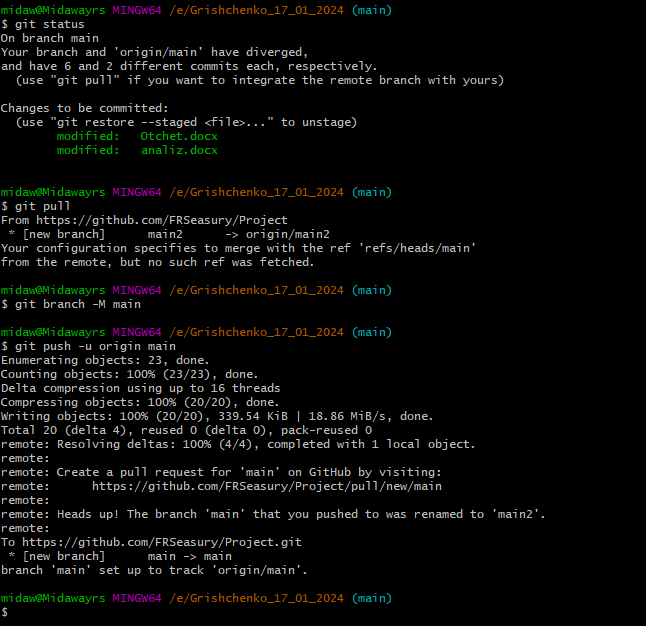 midaw@Midawayrs MINGW64 /e/Grishchenko_17_01_2024 (main)
$ git status
On branch main
Your branch and 'origin/main' have diverged,
and have 6 and 2 different commits each, respectively.
  (use "git pull" if you want to integrate the remote branch with yours)

Changes to be committed:
  (use "git restore --staged <file>..." to unstage)
        modified:   Otchet.docx
        modified:   analiz.docx

midaw@Midawayrs MINGW64 /e/Grishchenko_17_01_2024 (main)
$ git pull
From https://github.com/FRSeasury/Project
 * [new branch]      main2      -> origin/main2
Your configuration specifies to merge with the ref 'refs/heads/main'
from the remote, but no such ref was fetched.

midaw@Midawayrs MINGW64 /e/Grishchenko_17_01_2024 (main)
$ git branch -M main

midaw@Midawayrs MINGW64 /e/Grishchenko_17_01_2024 (main)
$ git push -u origin main
Enumerating objects: 23, done.
Counting objects: 100% (23/23), done.
Delta compression using up to 16 threads
Compressing objects: 100% (20/20), done.
Writing objects: 100% (20/20), 339.54 KiB | 18.86 MiB/s, done.
Total 20 (delta 4), reused 0 (delta 0), pack-reused 0
remote: Resolving deltas: 100% (4/4), completed with 1 local object.
remote:
remote: Create a pull request for 'main' on GitHub by visiting:
remote:      https://github.com/FRSeasury/Project/pull/new/main
remote:
remote: Heads up! The branch 'main' that you pushed to was renamed to 'main2'.
remote:
To https://github.com/FRSeasury/Project.git
 * [new branch]      main -> main
branch 'main' set up to track 'origin/main'.

midaw@Midawayrs MINGW64 /e/Grishchenko_17_01_2024 (main)
$